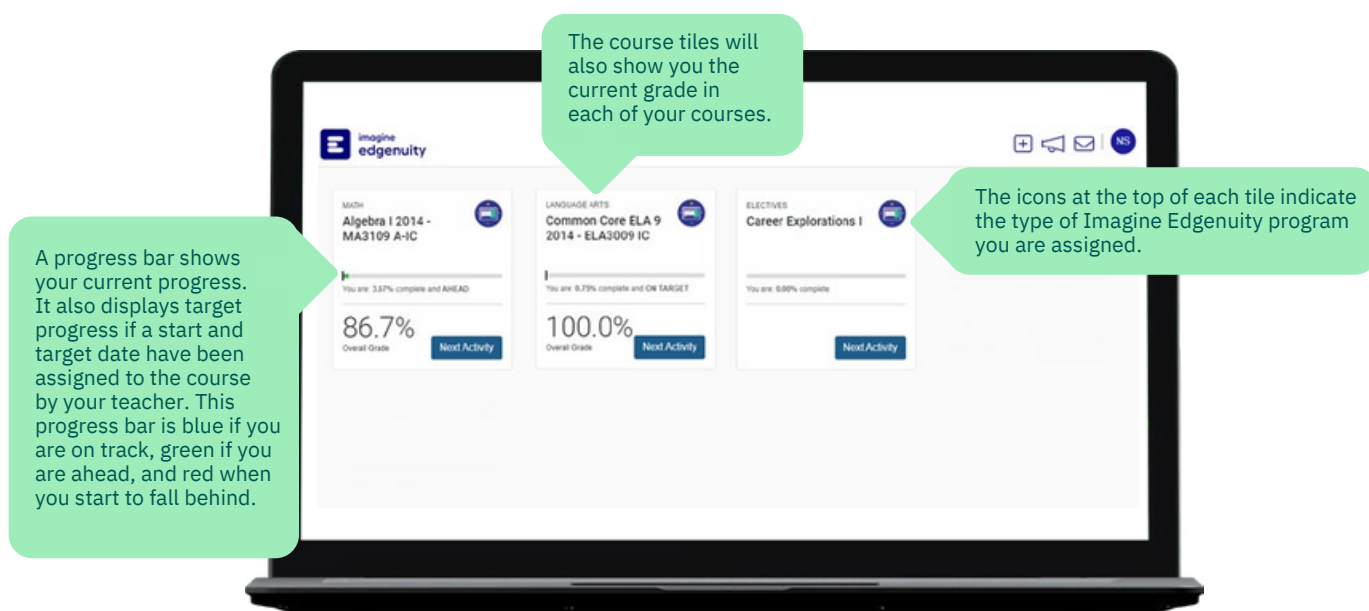 The course tiles will
also show you the
current grade in
each of your courses.
imagine
edgenuity
NS
The icons at the top of each tile indicate
the type of Imagine Edgenuity program
you are assigned.
A progress bar shows
your current progress.
It also displays target
progress if a start and
target date have been
assigned to the course
by your teacher. This
progress bar is blue if you
are on track, green if you
are ahead, and red when
you start to fall behind.
MATH
Algebra I 2014 -
MA3109 A-IC
You are: 3.57% complete and AHEAD
86.7%
Overall Grade
Next Activity
LANGUAGE ARTS
Common Core ELA 9
2014 - ELA3009 IC
You are: 0.75% complete and ON TARGET
100.0%
Overall Grade
Next Activity
ELECTIVES
Career Explorations I
You are: 0.00% complete
Next Activity